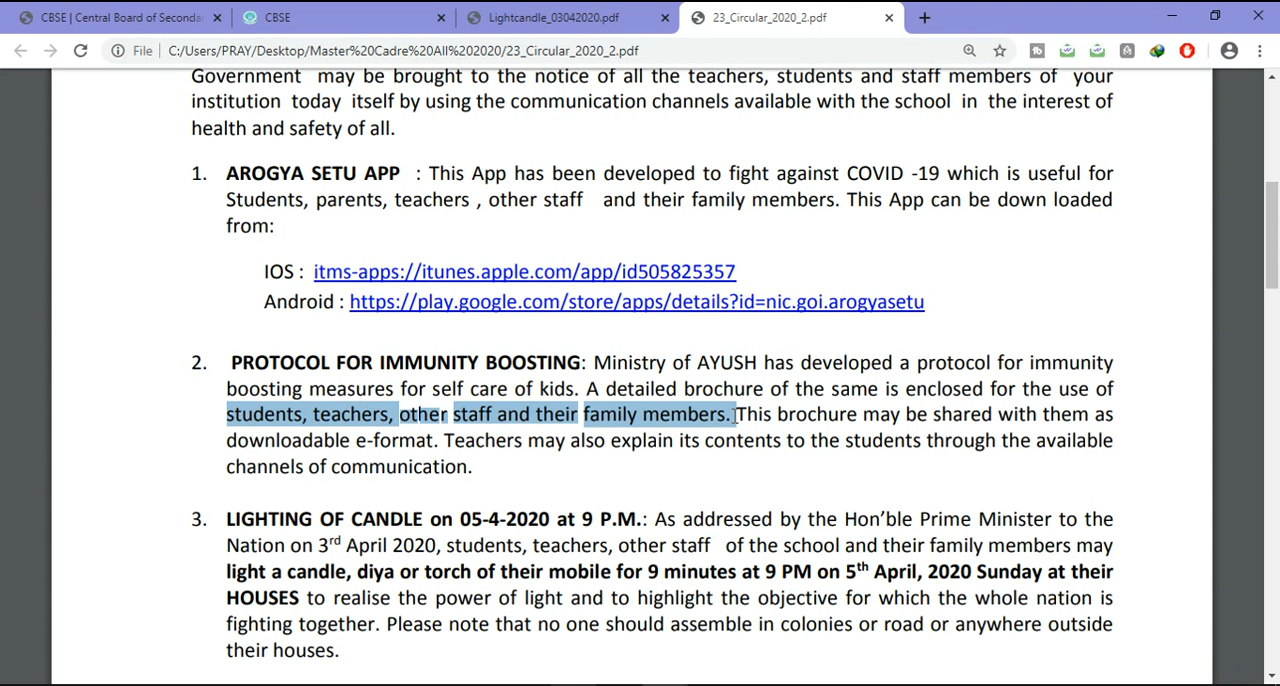 CBSE | Central Board of Seconda
CBSE
Lightcandle_03042020.pdf
23_Circular_2020_2.pdf
File | C:/Users/PRAY/Desktop/Master%20Cadre%20All%202020/23_Circular_2020_2.pdf
Government may be brought to the notice of all the teachers, students and staff members of your
institution today itself by using the communication channels available with the school in the interest of
health and safety of all.
1. AROGYA SETU APP : This App has been developed to fight against COVID -19 which is useful for
Students, parents, teachers , other staff and their family members. This App can be down loaded
from:
IOS : itms-apps://itunes.apple.com/app/id505825357
Android : https://play.google.com/store/apps/details?id=nic.goi.arogyasetu
2. PROTOCOL FOR IMMUNITY BOOSTING: Ministry of AYUSH has developed a protocol for immunity
boosting measures for self care of kids. A detailed brochure of the same is enclosed for the use of
students, teachers, other staff and their family members. This brochure may be shared with them as
downloadable e-format. Teachers may also explain its contents to the students through the available
channels of communication.
3. LIGHTING OF CANDLE on 05-4-2020 at 9 P.M.: As addressed by the Hon’ble Prime Minister to the
Nation on 3rd April 2020, students, teachers, other staff of the school and their family members may
light a candle, diya or torch of their mobile for 9 minutes at 9 PM on 5th April, 2020 Sunday at their
HOUSES to realise the power of light and to highlight the objective for which the whole nation is
fighting together. Please note that no one should assemble in colonies or road or anywhere outside
their houses.